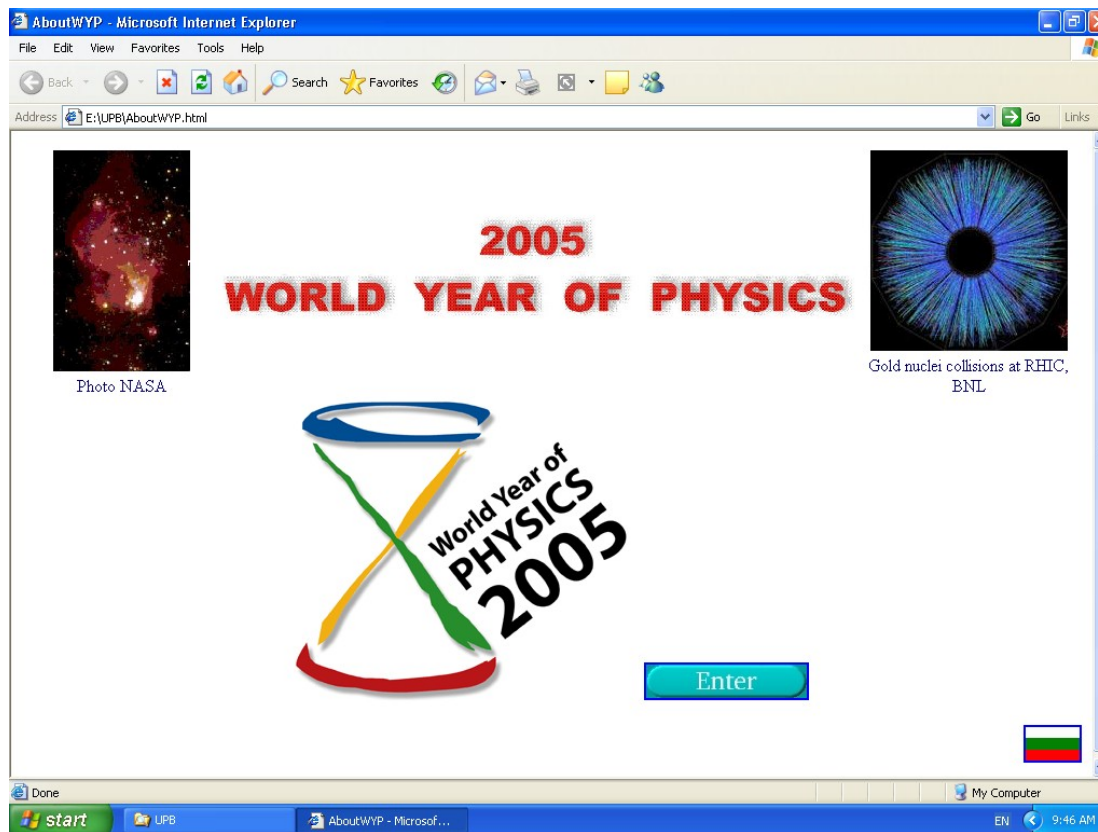 AboutWYP - Microsoft Internet Explorer
File Edit View Favorites Tools Help
Back Search Favorites
Address E:\UPB\AboutWYP.html Go Links
2005
WORLD YEAR OF PHYSICS
Photo NASA
Gold nuclei collisions at RHIC,
BNL
World Year of
PHYSICS
2005
Enter
Done My Computer
start UPB AboutWYP - Microsof... EN 9:46 AM